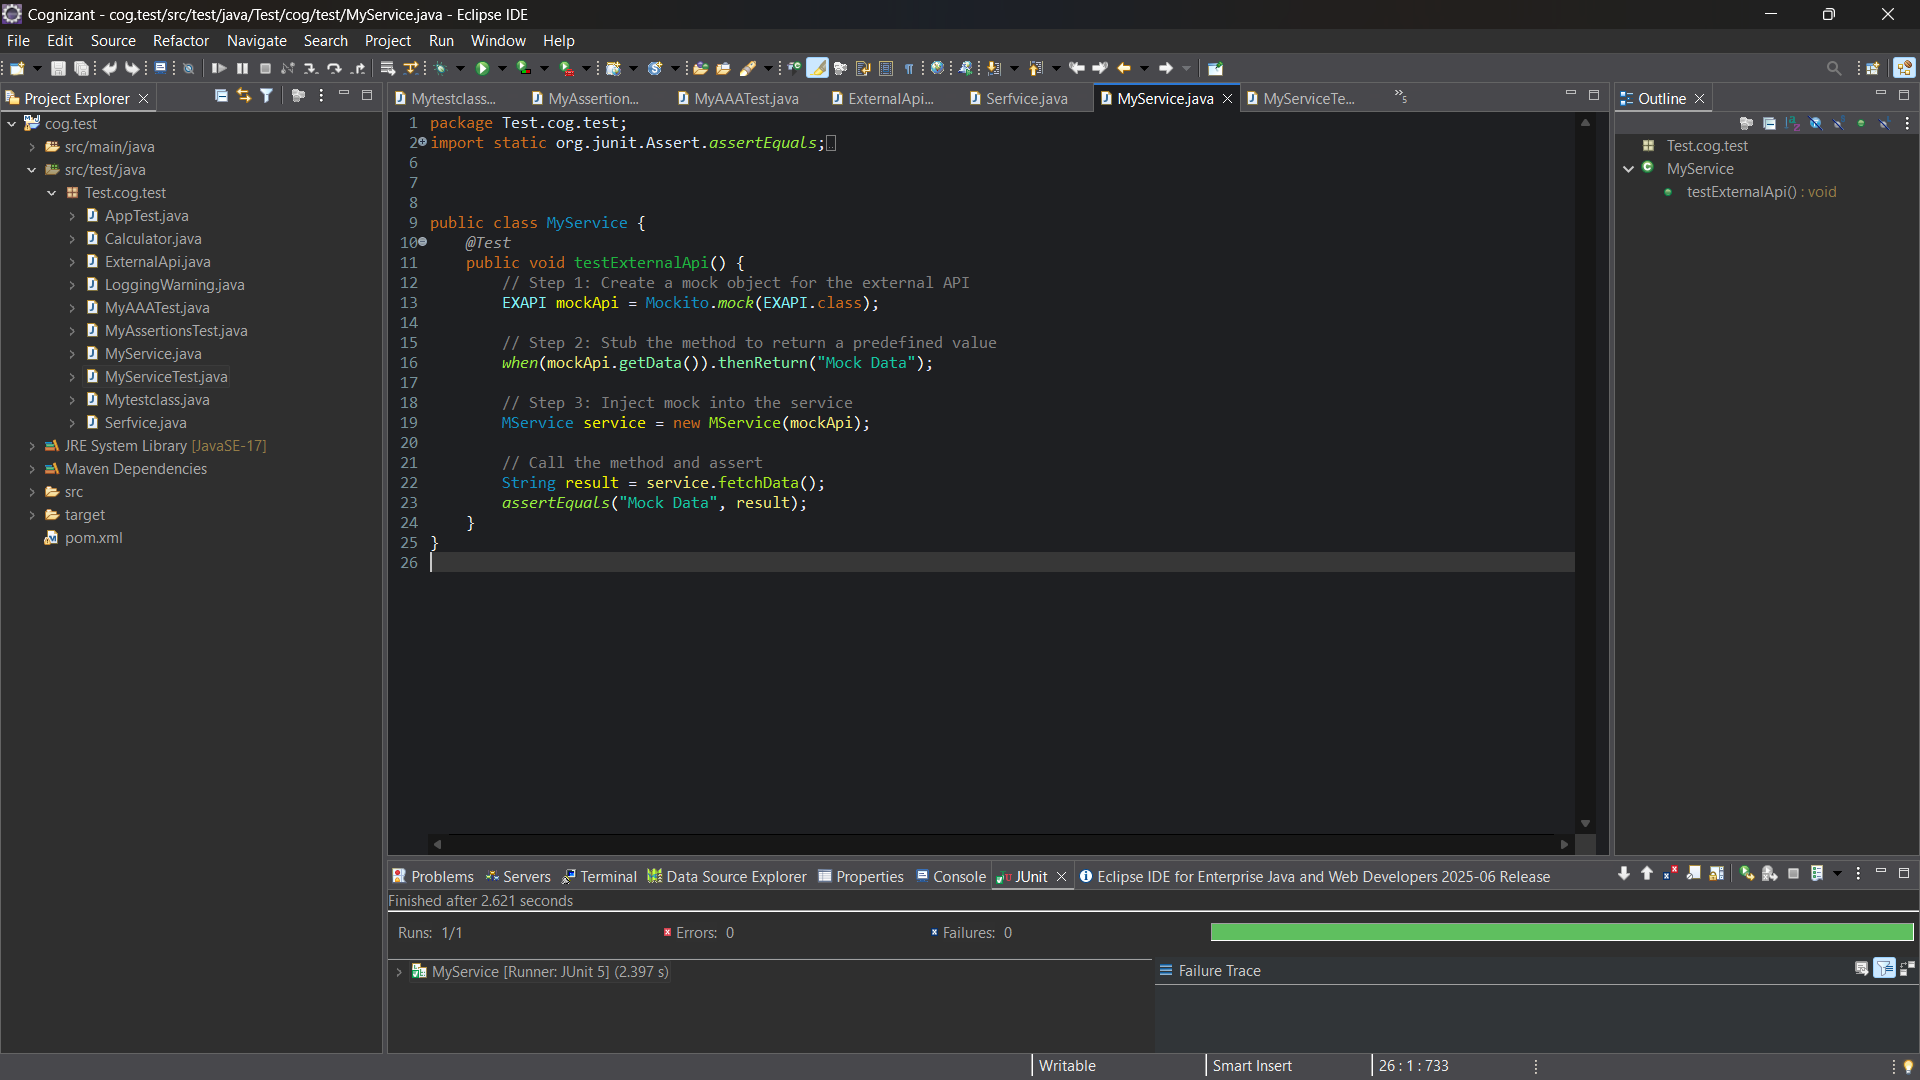 Cognizant - cog.test/src/test/java/Test/cog/test/MyService.java - Eclipse IDE
File Edit Source Refactor Navigate Search Project Run Window Help
Project Explorer
cog.test
src/main/java
src/test/java
Test.cog.test
AppTest.java
Calculator.java
ExternalApi.java
LoggingWarning.java
MyAAATest.java
MyAssertionsTest.java
MyService.java
MyServiceTest.java
Mytestclass.java
Serfvice.java
JRE System Library [JavaSE-17]
Maven Dependencies
src
target
pom.xml
Mytestclass... MyAssertion... MyAAATest.java ExternalApi... Serfvice.java MyService.java MyServiceTe... »5
1 package Test.cog.test;
2 import static org.junit.Assert.assertEquals;
6
7
8
9 public class MyService {
10 @Test
11 public void testExternalApi() {
12 // Step 1: Create a mock object for the external API
13 EXAPI mockApi = Mockito.mock(EXAPI.class);
14
15 // Step 2: Stub the method to return a predefined value
16 when(mockApi.getData()).thenReturn("Mock Data");
17
18 // Step 3: Inject mock into the service
19 MService service = new MService(mockApi);
20
21 // Call the method and assert
22 String result = service.fetchData();
23 assertEquals("Mock Data", result);
24 }
25 }
26
Outline
Test.cog.test
MyService
testExternalApi() : void
Problems Servers Terminal Data Source Explorer Properties Console JUnit Eclipse IDE for Enterprise Java and Web Developers 2025-06 Release
Finished after 2.621 seconds
Runs: 1/1 Errors: 0 Failures: 0
MyService [Runner: JUnit 5] (2.397 s)
Failure Trace
Writable Smart Insert 26 : 1 : 733